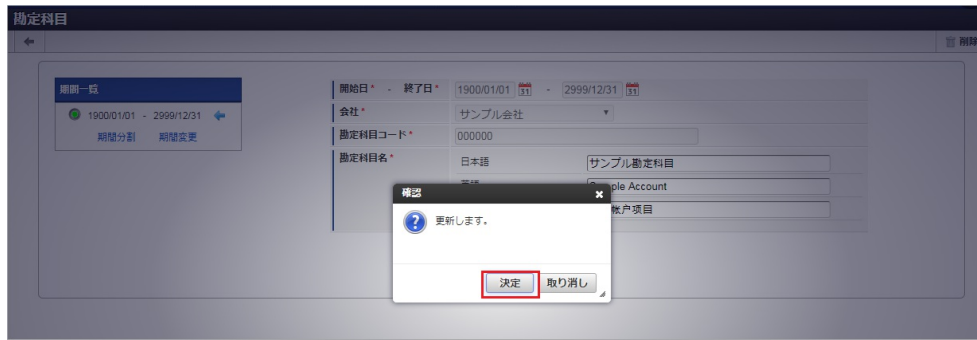 勘定科目
削除
期間一覧
1900/01/01 - 2999/12/31
期間分割 期間変更
開始日* - 終了日* 1900/01/01 31 - 2999/12/31 31
会社* サンプル会社
勘定科目コード* 000000
勘定科目名* 日本語 サンプル勘定科目
ple Account
帐户项目
確認
更新します。
決定 取り消し